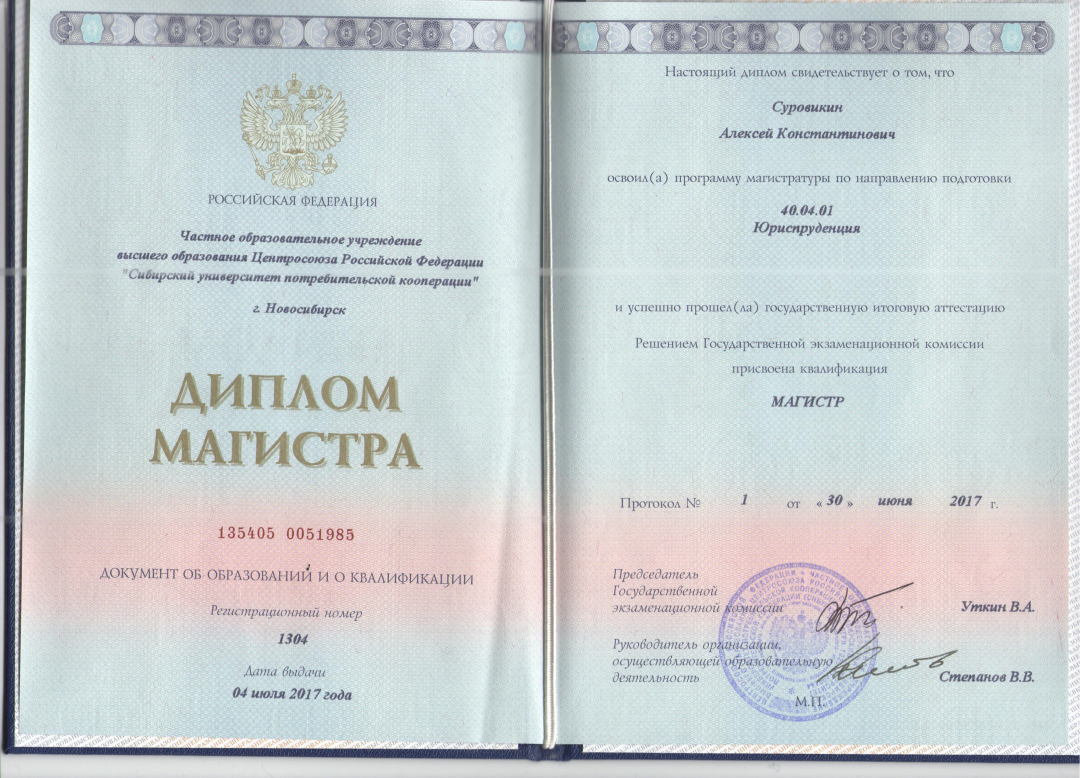 РОССИЙСКАЯ ФЕДЕРАЦИЯ
Частное образовательное учреждение
высшего образования Центросоюза Российской Федерации
"Сибирский университет потребительской кооперации"
г. Новосибирск
ДИПЛОМ
МАГИСТРА
135405 0051985
ДОКУМЕНТ ОБ ОБРАЗОВАНИЙ И О КВАЛИФИКАЦИИ
Регистрационный номер
1304
Дата выдачи
04 июля 2017 года
Настоящий диплом свидетельствует о том, что
Суровикин
Алексей Константинович
освоил(а) программу магистратуры по направлению подготовки
40.04.01
Юриспруденция
и успешно прошел(ла) государственную итоговую аттестацию
Решением Государственной экзаменационной комиссии
присвоена квалификация
МАГИСТР
Протокол № 1 от « 30 » июня 2017 г.
Председатель
Государственной
экзаменационной комиссии Уткин В.А.
Руководитель организации,
осуществляющей образовательную
деятельность Степанов В.В.
М.П.